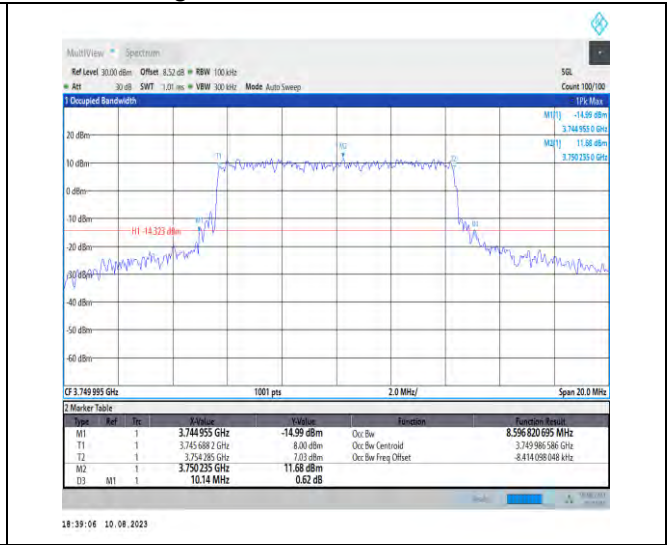 MultiView Spectrum
Ref Level 30.00 dBm Offset 8.52 dB RBW 100 kHz SGL
Att 30 dB SWT 1.01 ms VBW 300 kHz Mode Auto Sweep Count 100/100
1 Occupied Bandwidth 1Pk Max
M1[1] -14.99 dBm
3.744 955 0 GHz
M2[1] 11.68 dBm
3.750 235 0 GHz
20 dBm
M2
T1
10 dBm
0 dBm
-10 dBm
M1
D3
H1 -14.323 dBm
-20 dBm
-30 dBm
-40 dBm
-50 dBm
-60 dBm
CF 3.749 995 GHz 1001 pts 2.0 MHz/ Span 20.0 MHz
2 Marker Table
Type Ref Trc X-Value Y-Value Function Function Result
M1 1 3.744 955 GHz -14.99 dBm Occ Bw 8.596 820 695 MHz
T1 1 3.745 688 2 GHz 8.00 dBm Occ Bw Centroid 3.749 986 586 GHz
T2 1 3.754 285 GHz 7.03 dBm Occ Bw Freq Offset -8.414 098 048 kHz
M2 1 3.750 235 GHz 11.68 dBm
D3 M1 1 10.14 MHz 0.62 dB
18:39:06 10.08.2023